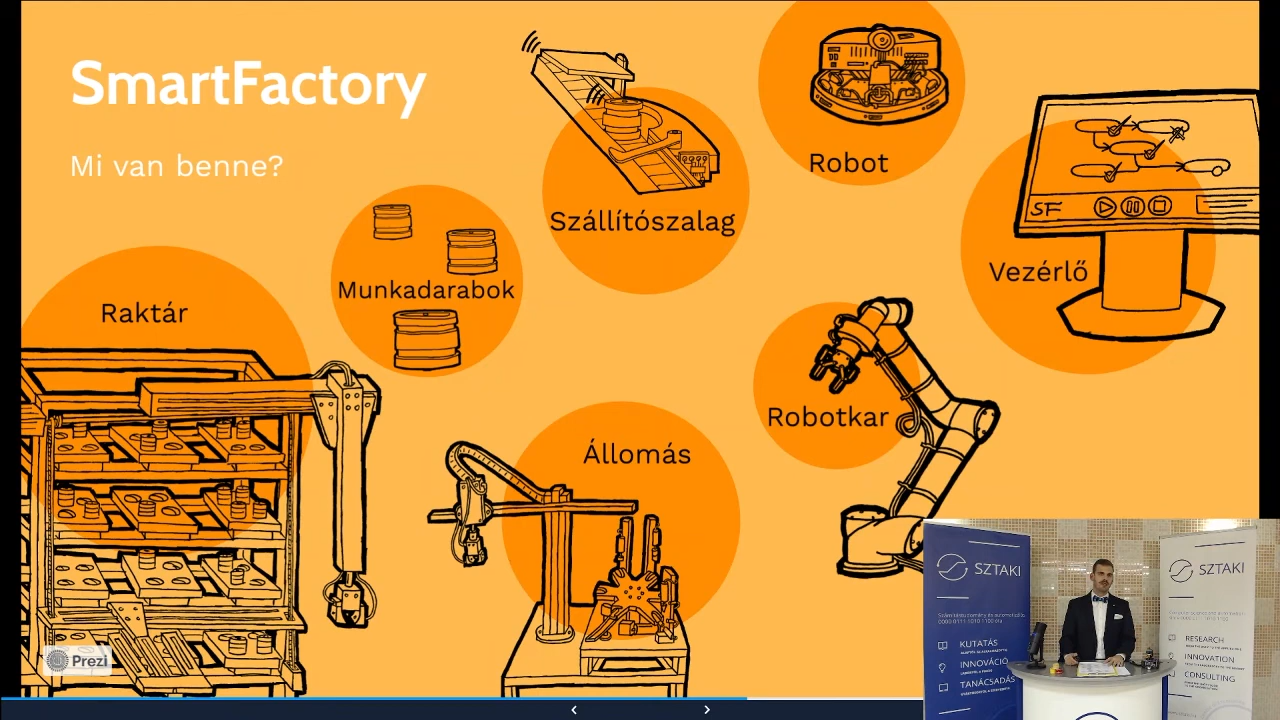 SmartFactory
Mi van benne?
Robot
Szállítószalag
SF
Vezérlő
Munkadarabok
Raktár
Robotkar
Állomás
Prezi
SZTAKI
KUTATÁS
INNOVÁCIÓ
TANÁCSADÁS
SZTAKI
RESEARCH
INNOVATION
CONSULTING